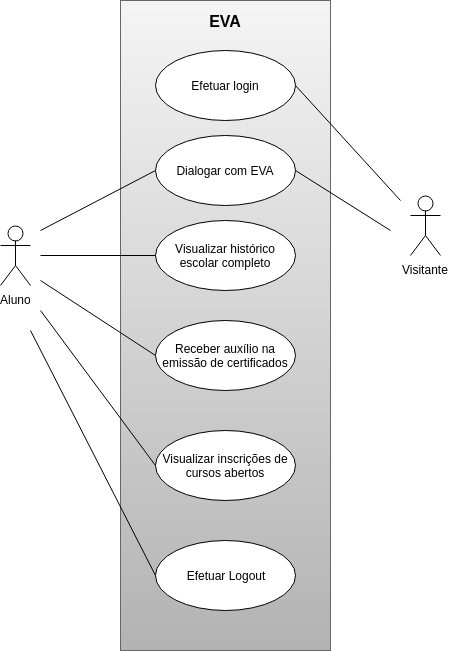 EVA
Efetuar login
Dialogar com EVA
Visualizar histórico
escolar completo
Receber auxílio na
emissão de certificados
Visualizar inscrições de
cursos abertos
Efetuar Logout
Aluno
Visitante